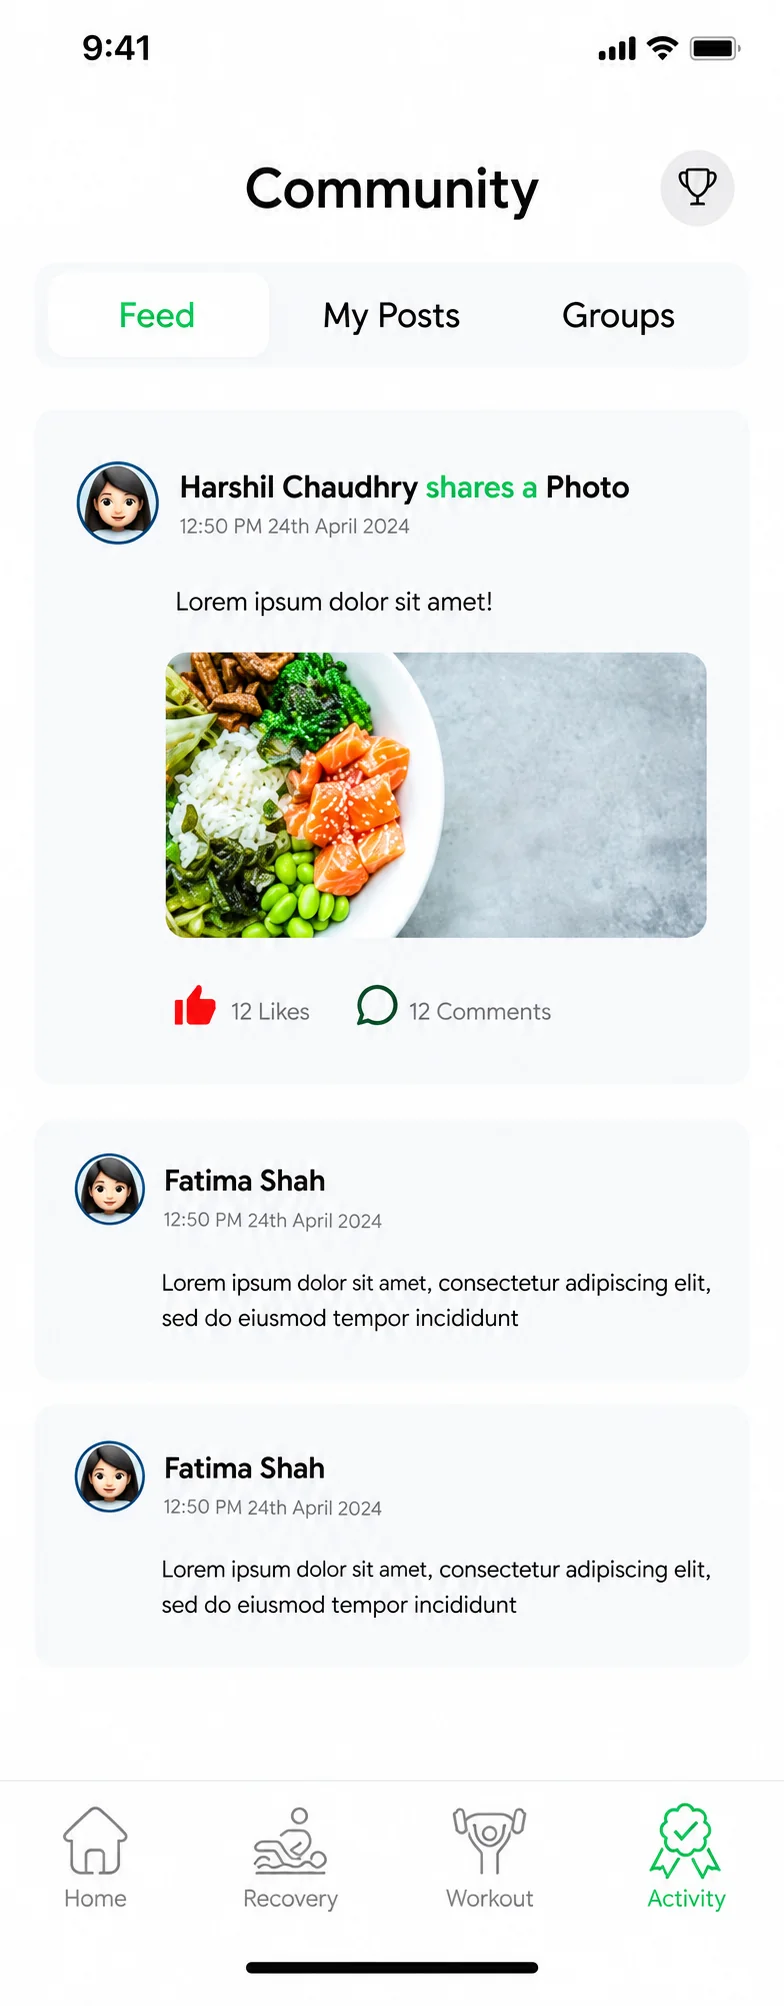 9:41
Community
Feed My Posts Groups
Harshil Chaudhry shares a Photo
12:50 PM 24th April 2024
Lorem ipsum dolor sit amet!
12 Likes 12 Comments
Fatima Shah
12:50 PM 24th April 2024
Lorem ipsum dolor sit amet, consectetur adipiscing elit,
sed do eiusmod tempor incididunt
Fatima Shah
12:50 PM 24th April 2024
Lorem ipsum dolor sit amet, consectetur adipiscing elit,
sed do eiusmod tempor incididunt
Home Recovery Workout Activity